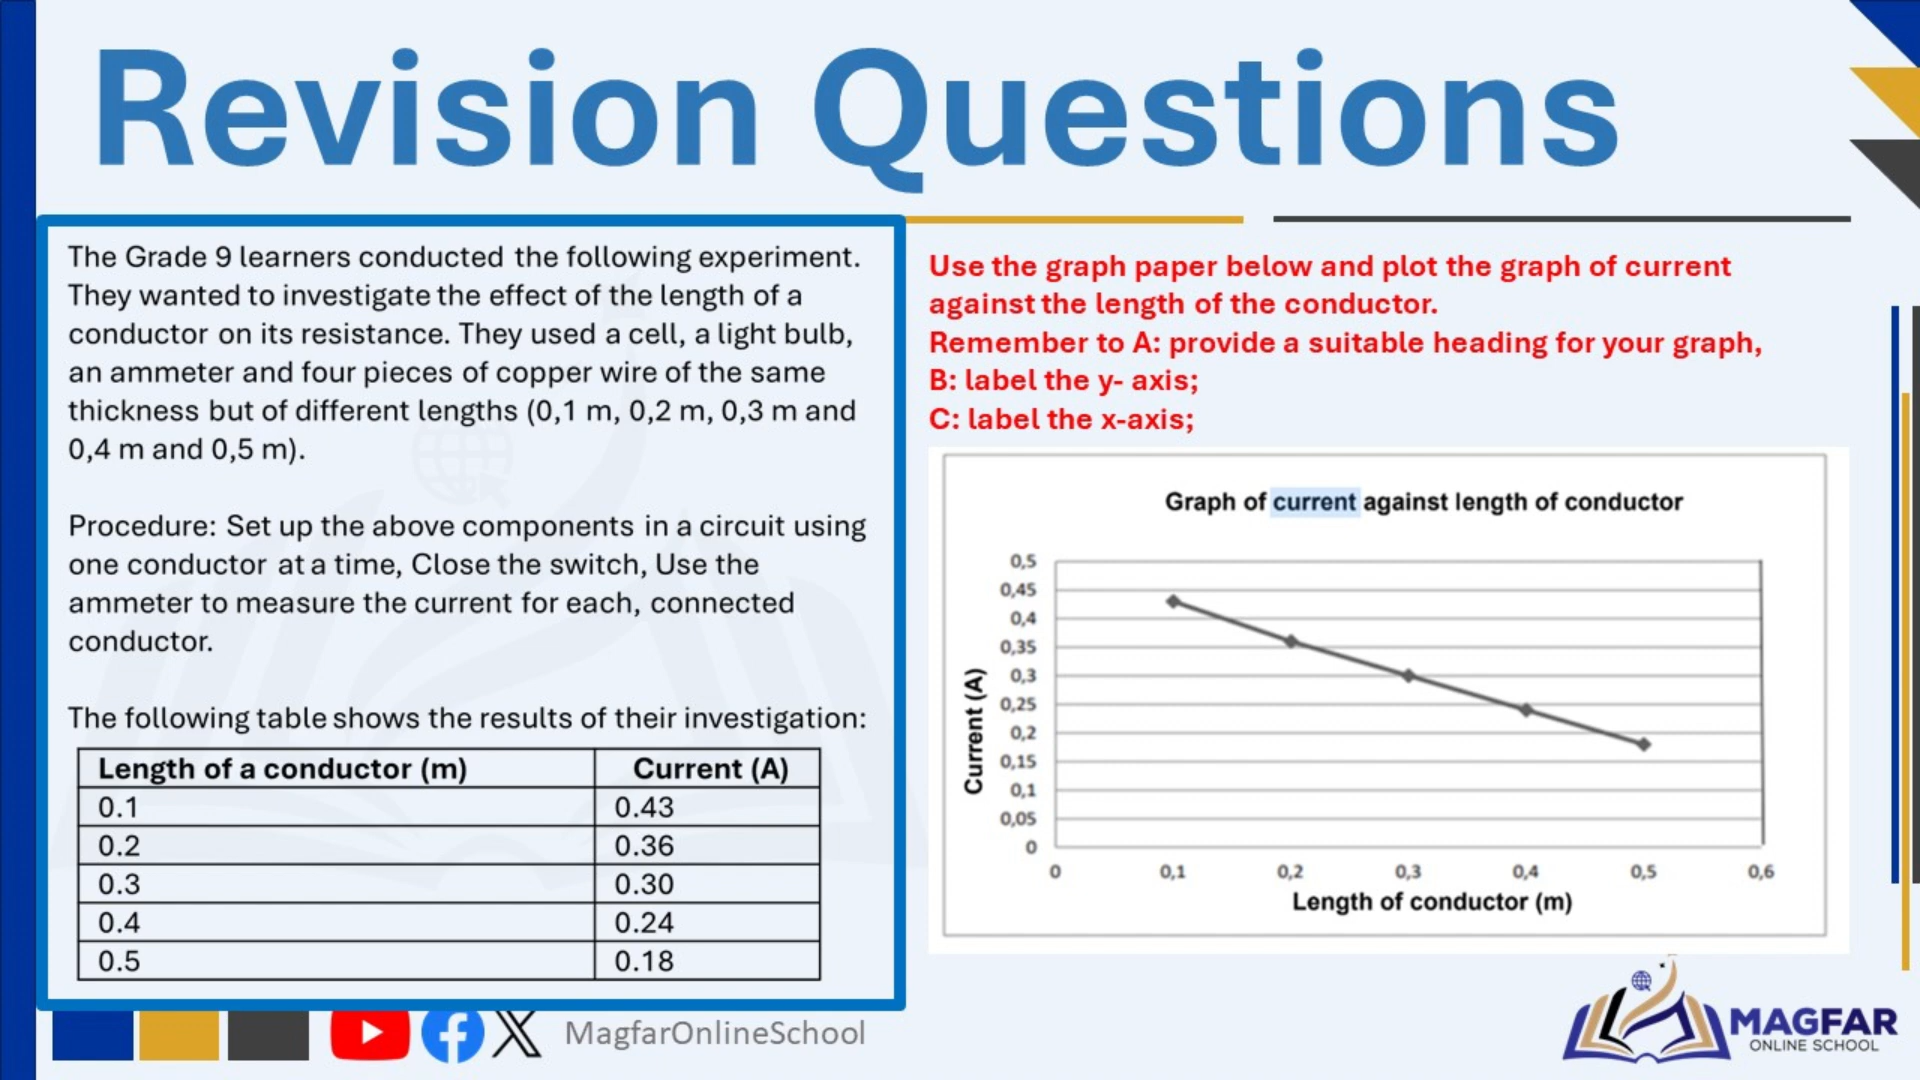 Revision Questions
The Grade 9 learners conducted the following experiment.
They wanted to investigate the effect of the length of a
conductor on its resistance. They used a cell, a light bulb,
an ammeter and four pieces of copper wire of the same
thickness but of different lengths (0,1 m, 0,2 m, 0,3 m and
0,4 m and 0,5 m).
Procedure: Set up the above components in a circuit using
one conductor at a time, Close the switch, Use the
ammeter to measure the current for each, connected
conductor.
The following table shows the results of their investigation:
Length of a conductor (m) Current (A)
0.1 0.43
0.2 0.36
0.3 0.30
0.4 0.24
0.5 0.18
Use the graph paper below and plot the graph of current
against the length of the conductor.
Remember to A: provide a suitable heading for your graph,
B: label the y- axis;
C: label the x-axis;
Graph of current against length of conductor
Current (A)
0,5
0,45
0,4
0,35
0,3
0,25
0,2
0,15
0,1
0,05
0
0 0,1 0,2 0,3 0,4 0,5 0,6
Length of conductor (m)
MagfarOnlineSchool
MAGFAR
ONLINE SCHOOL